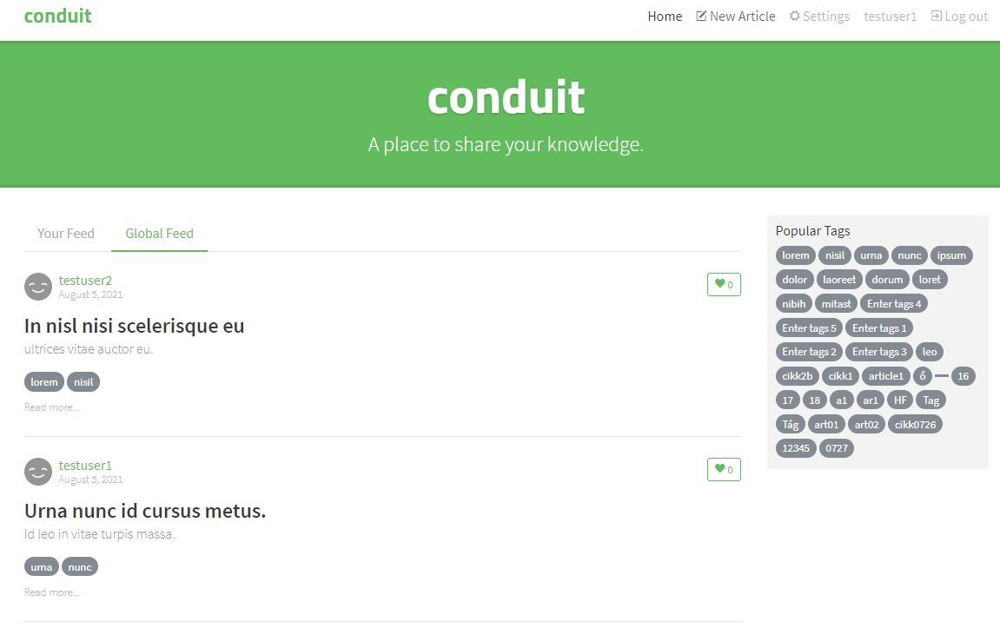 conduit
Home New Article Settings testuser1 Log out
conduit
A place to share your knowledge.
Your Feed Global Feed
testuser2
August 5, 2021
0
In nisl nisi scelerisque eu
ultrices vitae auctor eu.
lorem nisil
Read more...
testuser1
August 5, 2021
0
Urna nunc id cursus metus.
Id leo in vitae turpis massa.
urna nunc
Read more...
Popular Tags
lorem nisil urna nunc ipsum
dolor laoreet dorum loret
nibih mitast Enter tags 4
Enter tags 5 Enter tags 1
Enter tags 2 Enter tags 3 leo
cikk2b cikk1 article1 ő 16
17 18 a1 ar1 HF Tag
Tág art01 art02 cikk0726
12345 0727